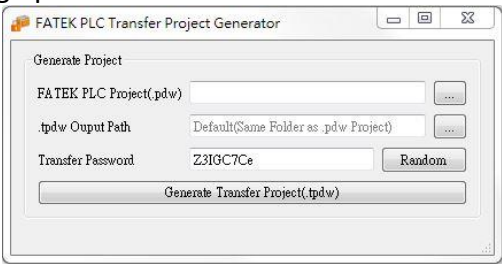 FATEK PLC Transfer Project Generator
Generate Project
FATEK PLC Project(.pdw)
...
.tpdw Ouput Path
Default(Same Folder as .pdw Project)
...
Transfer Password
Z3IGC7Ce
Random
Generate Transfer Project(.tpdw)